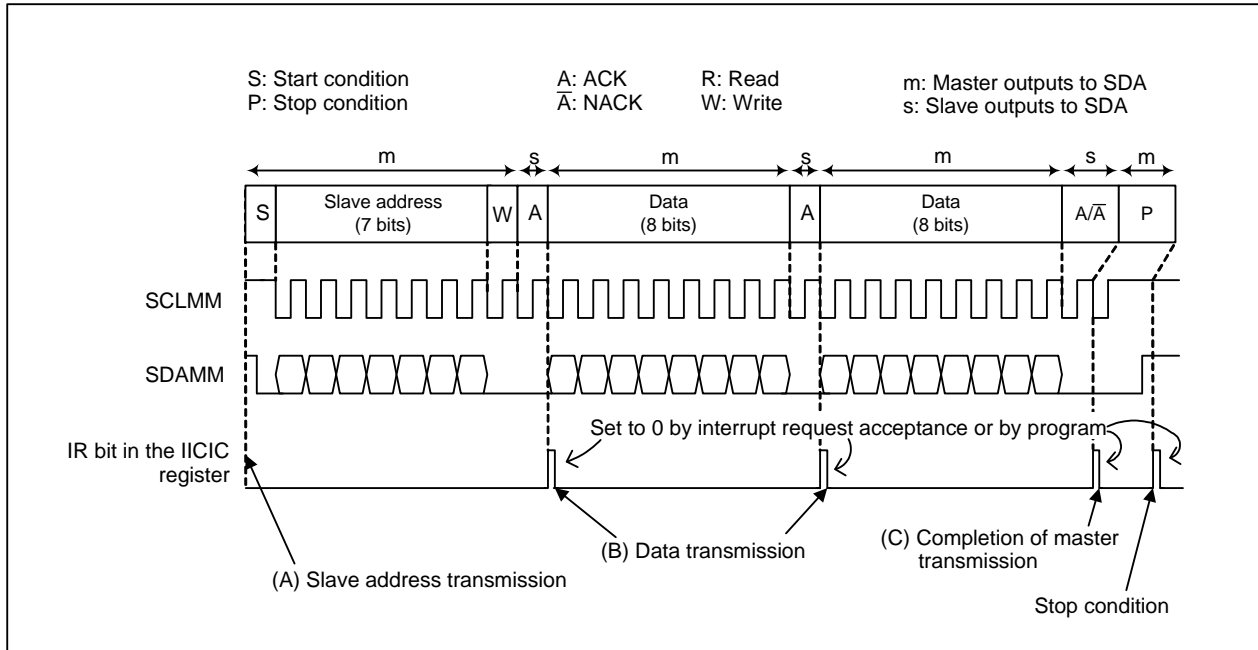 S: Start condition
P: Stop condition
A: ACK
A̅: NACK
R: Read
W: Write
m: Master outputs to SDA
s: Slave outputs to SDA
m s m s m s m
S
Slave address
(7 bits)
W
A
Data
(8 bits)
A
Data
(8 bits)
A/A̅
P
SCLMM
SDAMM
Set to 0 by interrupt request acceptance or by program
IR bit in the IICIC
register
(B) Data transmission
(C) Completion of master
transmission
(A) Slave address transmission
Stop condition